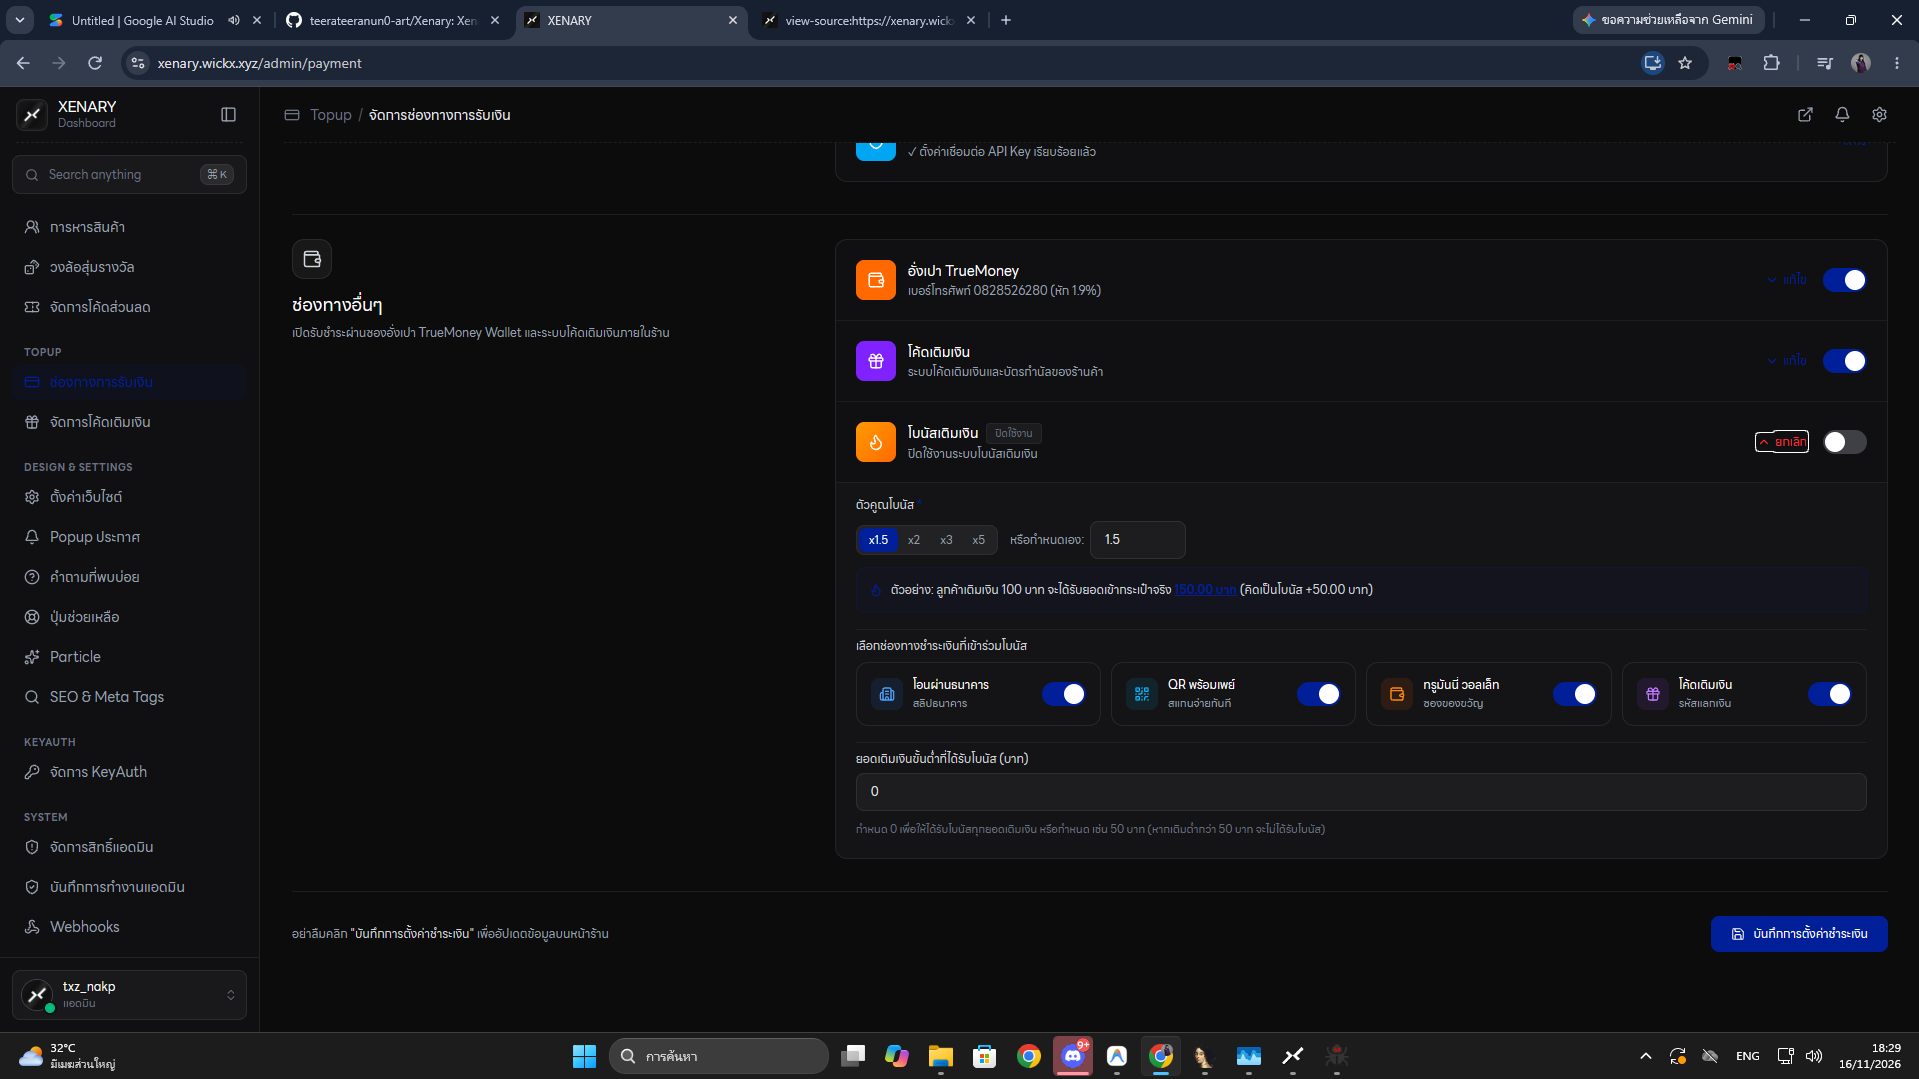 Untitled | Google AI Studio
teerateeranun0-art/Xenary: Xen
XENARY
view-source:https://xenary.wick
ขอความช่วยเหลือจาก Gemini
xenary.wickx.xyz/admin/payment
XENARY
Dashboard
Topup / จัดการช่องทางการรับเงิน
Search anything
⌘ K
✓ ตั้งค่าเชื่อมต่อ API Key เรียบร้อยแล้ว
การหารสินค้า
วงล้อสุ่มรางวัล
จัดการโค้ดส่วนลด
TOPUP
ช่องทางการรับเงิน
จัดการโค้ดเติมเงิน
DESIGN & SETTINGS
ตั้งค่าเว็บไซต์
Popup ประกาศ
คำถามที่พบบ่อย
ปุ่มช่วยเหลือ
Particle
SEO & Meta Tags
KEYAUTH
จัดการ KeyAuth
SYSTEM
จัดการสิทธิ์แอดมิน
บันทึกการทำงานแอดมิน
Webhooks
txz_nakp
แอดมิน
ช่องทางอื่นๆ
เปิดรับชำระผ่านซองอั่งเปา TrueMoney Wallet และระบบโค้ดเติมเงินภายในร้าน
อั่งเปา TrueMoney
เบอร์โทรศัพท์ 0828526280 (หัก 1.9%)
แก้ไข
โค้ดเติมเงิน
ระบบโค้ดเติมเงินและบัตรกำนัลของร้านค้า
แก้ไข
โบนัสเติมเงิน ปิดใช้งาน
ปิดใช้งานระบบโบนัสเติมเงิน
ยกเลิก
ตัวคูณโบนัส *
x1.5 x2 x3 x5 หรือกำหนดเอง: 1.5
ตัวอย่าง: ลูกค้าเติมเงิน 100 บาท จะได้รับยอดเข้ากระเป๋าจริง 150.00 บาท (คิดเป็นโบนัส +50.00 บาท)
เลือกช่องทางชำระเงินที่เข้าร่วมโบนัส
โอนผ่านธนาคาร
สลิปธนาคาร
QR พร้อมเพย์
สแกนจ่ายทันที
ทรูมันนี่ วอลเล็ท
ซองของขวัญ
โค้ดเติมเงิน
รหัสแลกเงิน
ยอดเติมเงินขั้นต่ำที่ได้รับโบนัส (บาท)
0
กำหนด 0 เพื่อให้ได้รับโบนัสทุกยอดเติมเงิน หรือกำหนด เช่น 50 บาท (หากเติมต่ำกว่า 50 บาท จะไม่ได้รับโบนัส)
อย่าลืมคลิก "บันทึกการตั้งค่าชำระเงิน" เพื่ออัปเดตข้อมูลบนหน้าร้าน
บันทึกการตั้งค่าชำระเงิน
32°C
มีเมฆส่วนใหญ่
การค้นหา
9+
ENG
18:29
16/11/2026